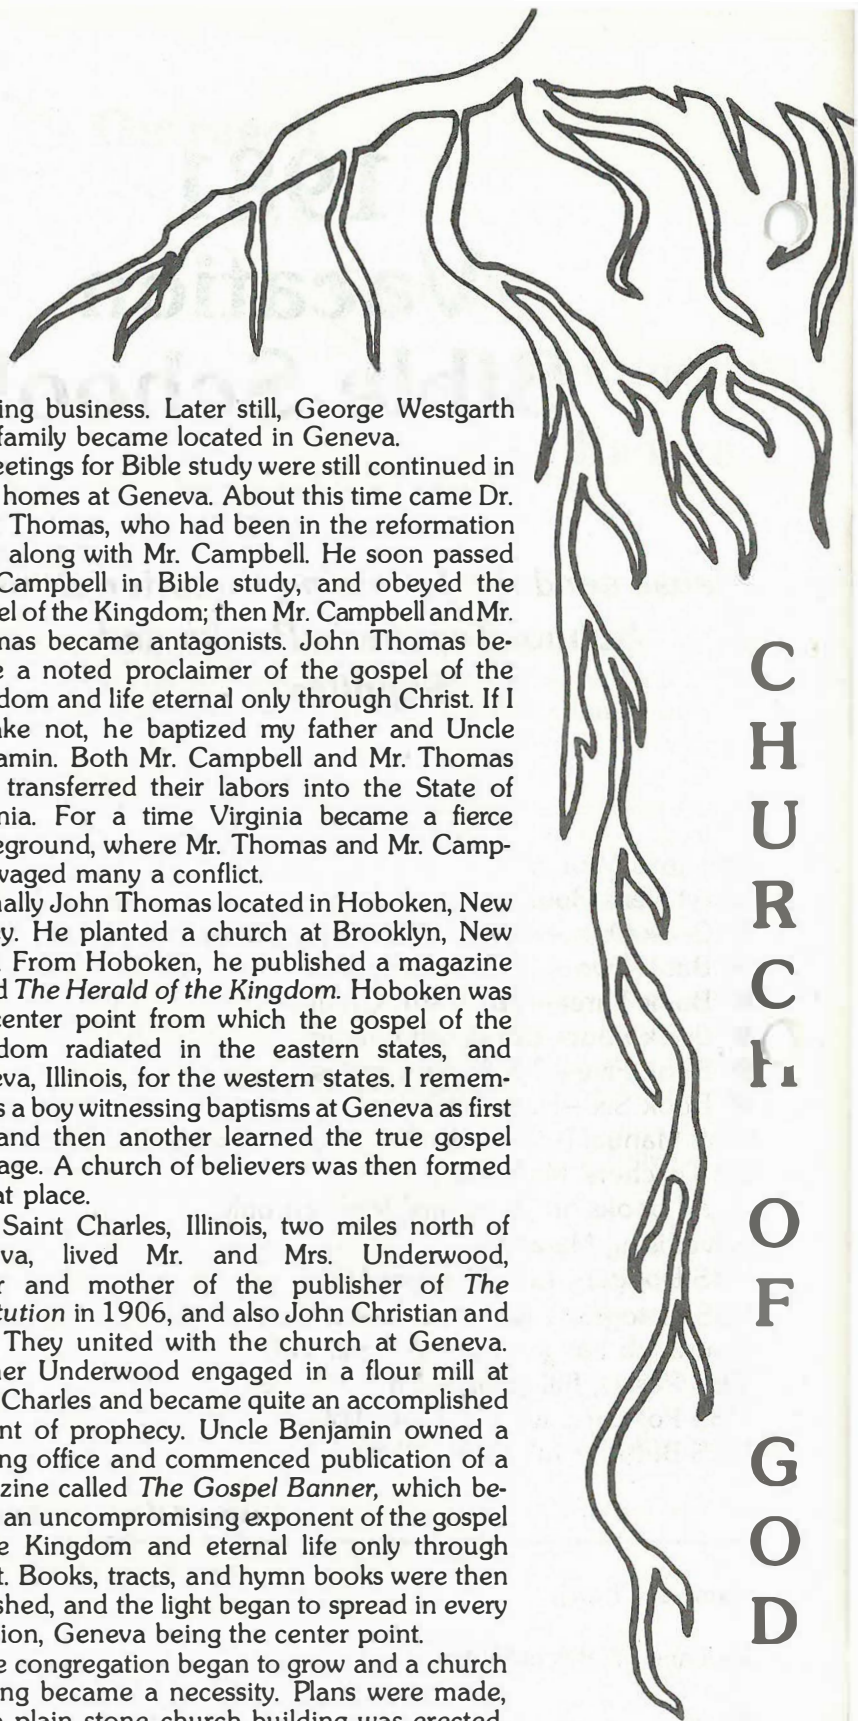 ing business. Later still, George Westgarth
family became located in Geneva.
eetings for Bible study were still continued in
homes at Geneva. About this time came Dr.
Thomas, who had been in the reformation
along with Mr. Campbell. He soon passed
Campbell in Bible study, and obeyed the
el of the Kingdom; then Mr. Campbell and Mr.
nas became antagonists. John Thomas be-
e a noted proclaimer of the gospel of the
dom and life eternal only through Christ. If I
ake not, he baptized my father and Uncle
amin. Both Mr. Campbell and Mr. Thomas
transferred their labors into the State of
nia. For a time Virginia became a fierce
eground, where Mr. Thomas and Mr. Camp-
waged many a conflict.
nally John Thomas located in Hoboken, New
y. He planted a church at Brooklyn, New
. From Hoboken, he published a magazine
d The Herald of the Kingdom. Hoboken was
center point from which the gospel of the
dom radiated in the eastern states, and
eva, Illinois, for the western states. I remem-
s a boy witnessing baptisms at Geneva as first
and then another learned the true gospel
age. A church of believers was then formed
at place.
Saint Charles, Illinois, two miles north of
va, lived Mr. and Mrs. Underwood,
r and mother of the publisher of The
tution in 1906, and also John Christian and
They united with the church at Geneva.
her Underwood engaged in a flour mill at
Charles and became quite an accomplished
nt of prophecy. Uncle Benjamin owned a
ng office and commenced publication of a
zine called The Gospel Banner, which be-
an uncompromising exponent of the gospel
e Kingdom and eternal life only through
t. Books, tracts, and hymn books were then
shed, and the light began to spread in every
ion, Geneva being the center point.
e congregation began to grow and a church
ng became a necessity. Plans were made,
plain stone church building was erected
CHURCH
OF
GOD